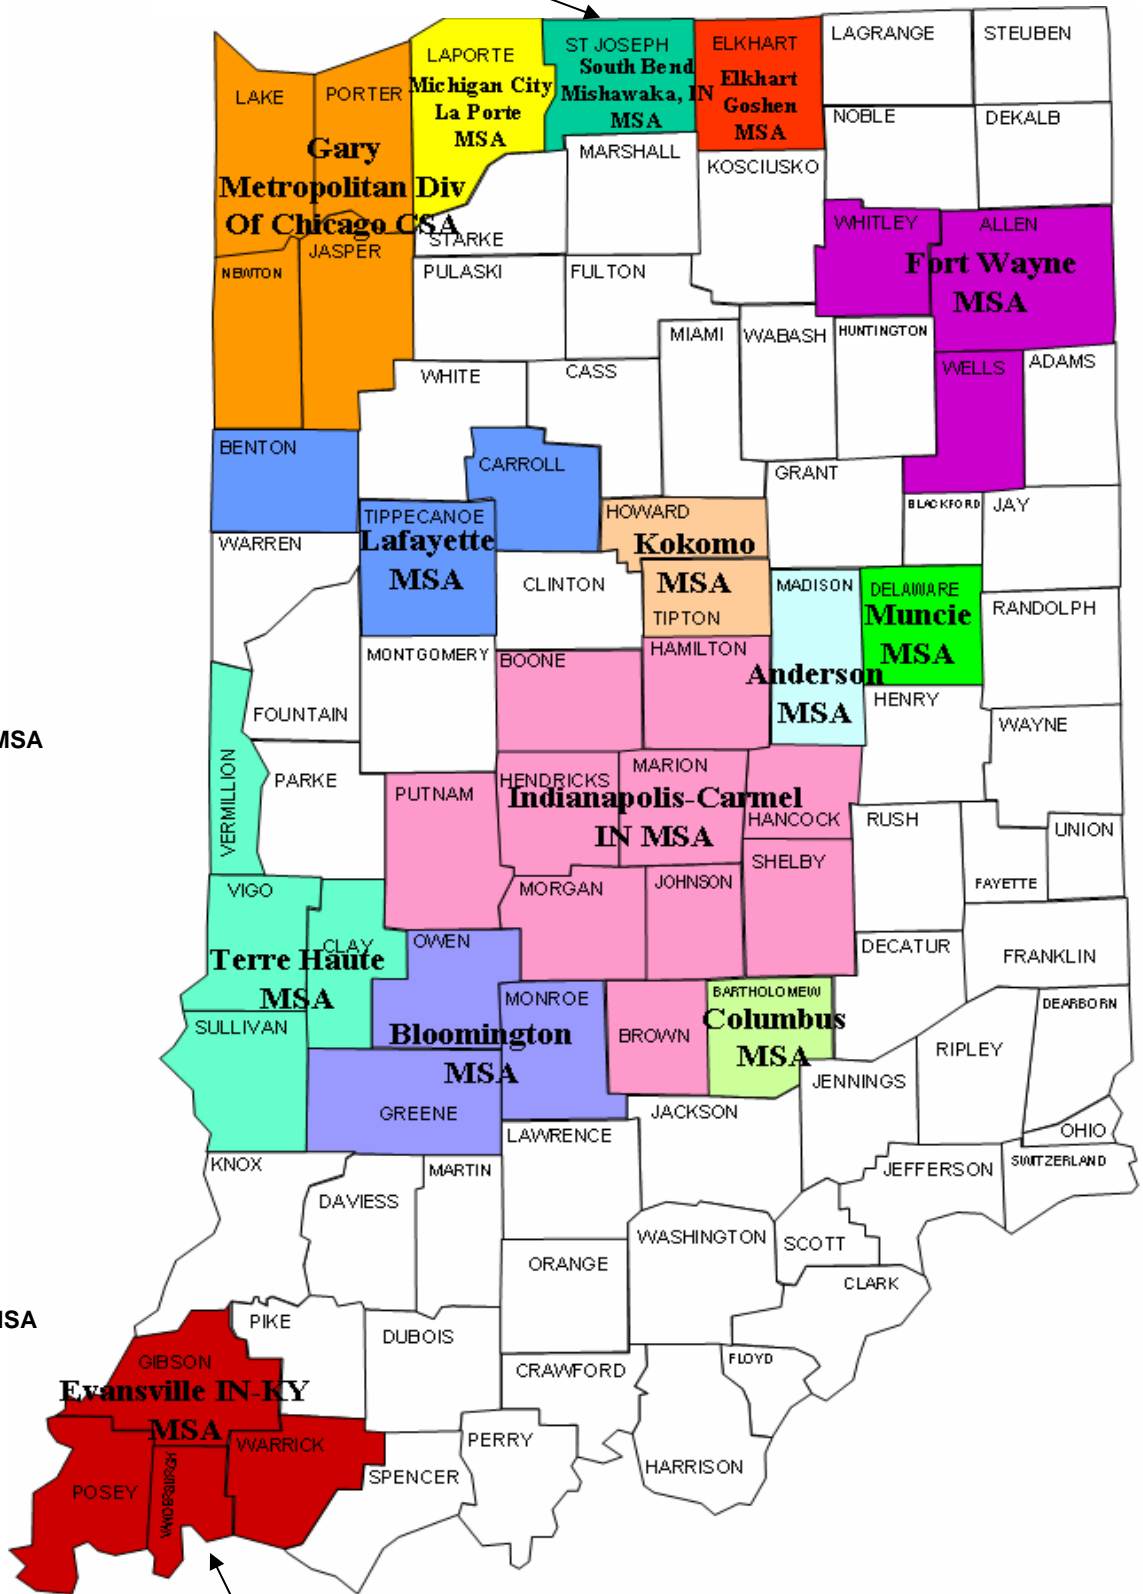 LAGRANGE
STEUBEN
ST JOSEPH
ELKHART
LAPORTE
South Bend
Mishawaka, IN
MSA
Elkhart
Goshen
MSA
Michigan City
La Porte
MSA
LAKE
PORTER
NOBLE
DEKALB
Gary
Metropolitan Div
Of Chicago CSA
MARSHALL
KOSCIUSKO
WHITLEY
ALLEN
STARKE
JASPER
NEWTON
PULASKI
FULTON
Fort Wayne
MSA
MIAMI
WABASH
HUNTINGTON
WHITE
CASS
WELLS
ADAMS
BENTON
CARROLL
GRANT
BLACKFORD
JAY
TIPPECANOE
Lafayette
MSA
HOWARD
Kokomo
MSA
TIPTON
WARREN
CLINTON
MADISON
Anderson
MSA
DELAWARE
Muncie
MSA
RANDOLPH
MONTGOMERY
BOONE
HAMILTON
HENRY
FOUNTAIN
WAYNE
MSA
VERMILLION
PARKE
PUTNAM
HENDRICKS
MARION
HANCOCK
Indianapolis-Carmel
IN MSA
RUSH
UNION
SHELBY
FAYETTE
VIGO
MORGAN
JOHNSON
CLAY
OWEN
DECATUR
FRANKLIN
Terre Haute
MSA
SULLIVAN
MONROE
BARTHOLOMEW
DEARBORN
Bloomington
MSA
BROWN
Columbus
MSA
RIPLEY
JENNINGS
GREENE
JACKSON
LAWRENCE
OHIO
KNOX
MARTIN
JEFFERSON
SWITZERLAND
DAVIESS
WASHINGTON
SCOTT
ORANGE
CLARK
MSA
PIKE
DUBOIS
GIBSON
CRAWFORD
FLOYD
Evansville IN-KY
MSA
WARRICK
PERRY
SPENCER
HARRISON
POSEY
VANDERBURGH